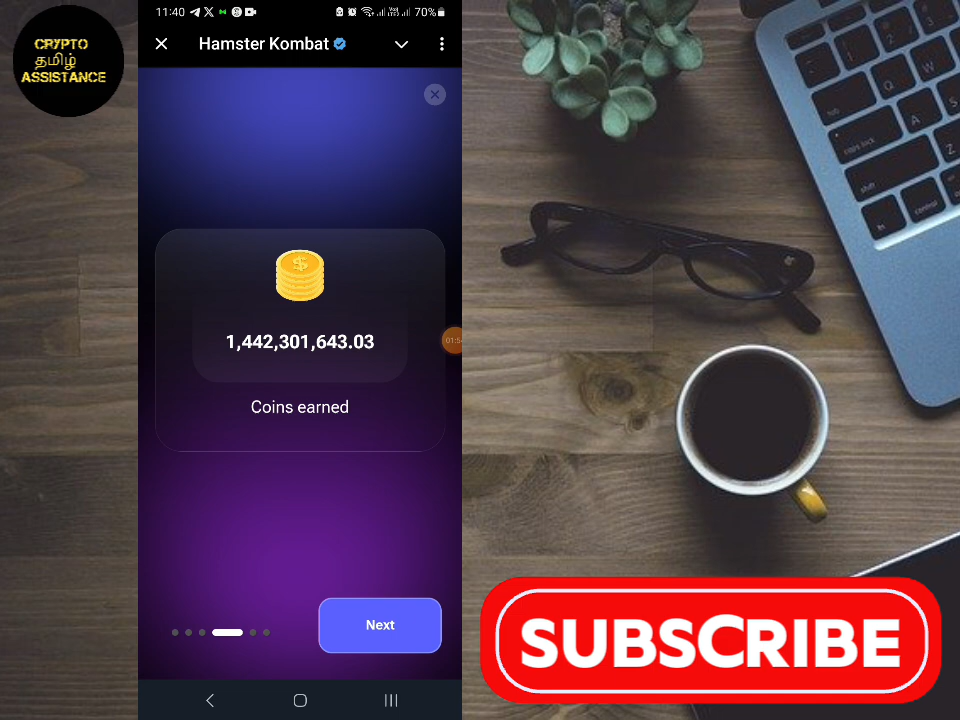 CRYPTO
தமிழ்
ASSISTANCE
11:40
70%
Hamster Kombat
1,442,301,643.03
Coins earned
Next
SUBSCRIBE